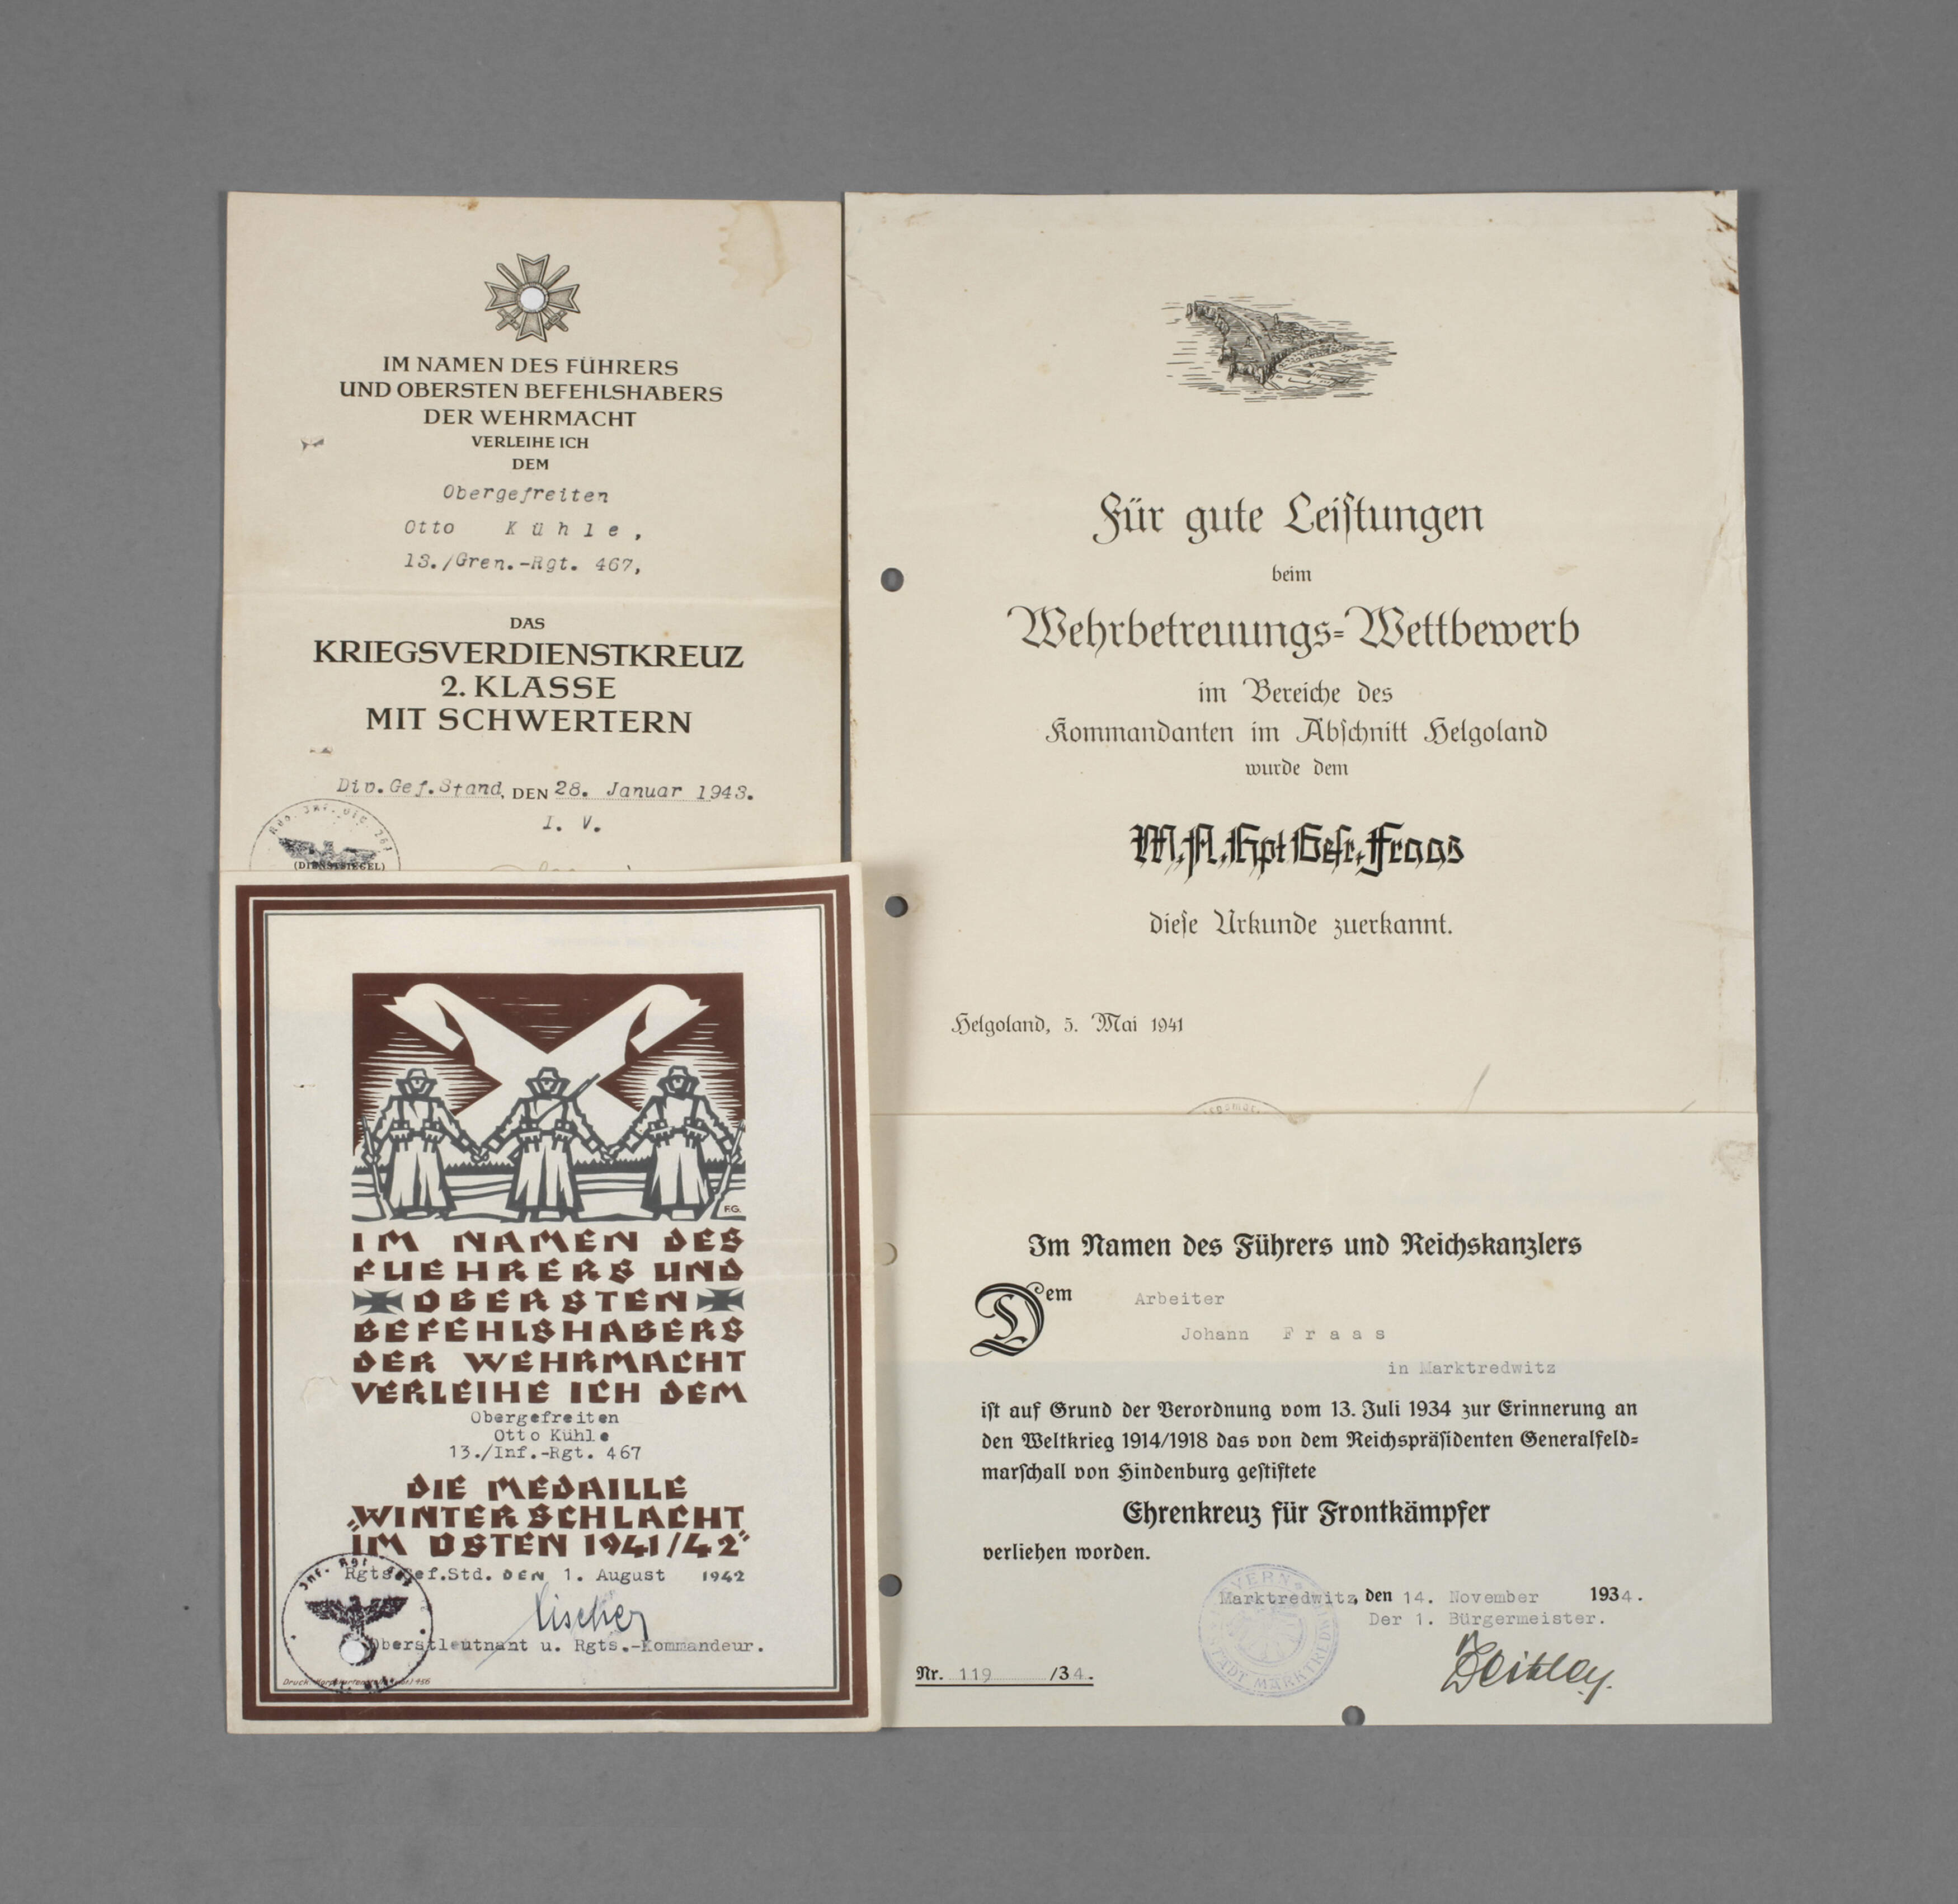 IM NAMEN DES FÜHRERS
UND OBERSTEN BEFEHLSHABERS
DER WEHRMACHT
VERLEIHE ICH
DEM
Obergefreiten
Otto Kühle,
13./Gren.-Rgt. 467,
DAS
KRIEGSVERDIENSTKREUZ
2. KLASSE
MIT SCHWERTERN
Div.Gef.Stand, DEN 28. Januar 1943.
I. V.
(DIENSTSIEGEL)
F.G.
IM NAMEN DES
FUEHRERS UND
OBERSTEN
BEFEHLSHABERS
DER WEHRMACHT
VERLEIHE ICH DEM
Obergefreiten
Otto Kühle
13./Inf.-Rgt. 467
DIE MEDAILLE
„WINTERSCHLACHT
IM OSTEN 1941/42"
Rgts.Gef.Std. DEN 1. August 1942
Oberstleutnant u. Rgts.-Kommandeur.
Für gute Leiſtungen
beim
Wehrbetreuungs=Wettbewerb
im Bereiche des
Kommandanten im Abſchnitt Helgoland
wurde dem
M.A.Hpt Gefr. Fraas
dieſe Urkunde zuerkannt.
Helgoland, 5. Mai 1941
Im Namen des Führers und Reichskanzlers
Dem Arbeiter
Johann Fraas
in Marktredwitz
iſt auf Grund der Verordnung vom 13. Juli 1934 zur Erinnerung an
den Weltkrieg 1914/1918 das von dem Reichspräſidenten Generalfeld=
marſchall von Hindenburg geſtiftete
Ehrenkreuz für Frontkämpfer
verliehen worden.
Marktredwitz, den 14. November 1934.
Der 1. Bürgermeister.
STADT MARKTREDWITZ
Nr. 119 /34.